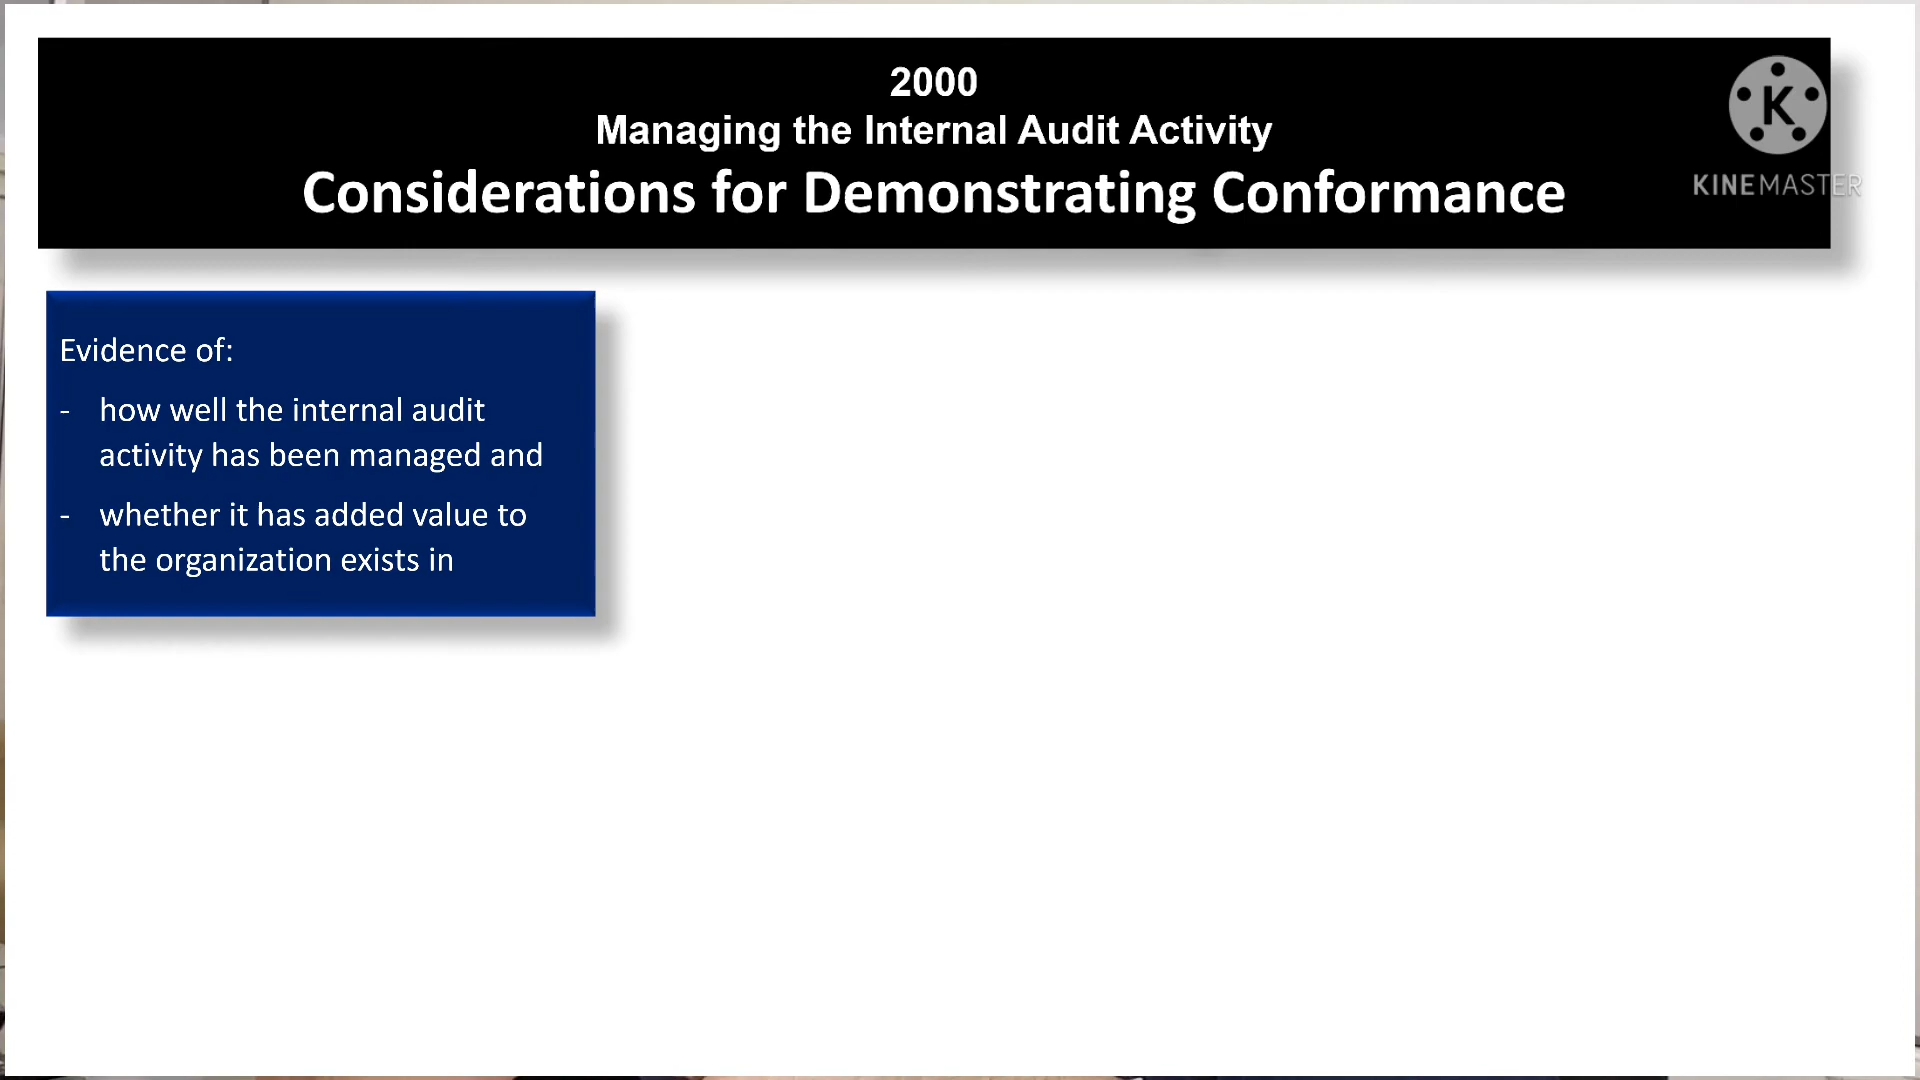 2000
Managing the Internal Audit Activity
Considerations for Demonstrating Conformance
K
KINEMASTER
Evidence of:
- how well the internal audit
activity has been managed and
- whether it has added value to
the organization exists in